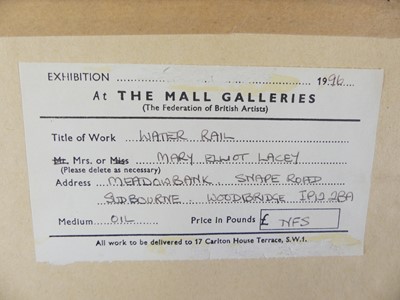 EXHIBITION 1996
At THE MALL GALLERIES
(The Federation of British Artists)
Title of Work WATER RAIL
Mr. Mrs. or Miss MARY ELLIOT LACEY
(Please delete as necessary)
Address MEADOWBANK SNAPE ROAD
SUDBOURNE WOODBRIDGE IP12 2BA
Medium OIL Price in Pounds £ NFS
All work to be delivered to 17 Carlton House Terrace, S.W.1.